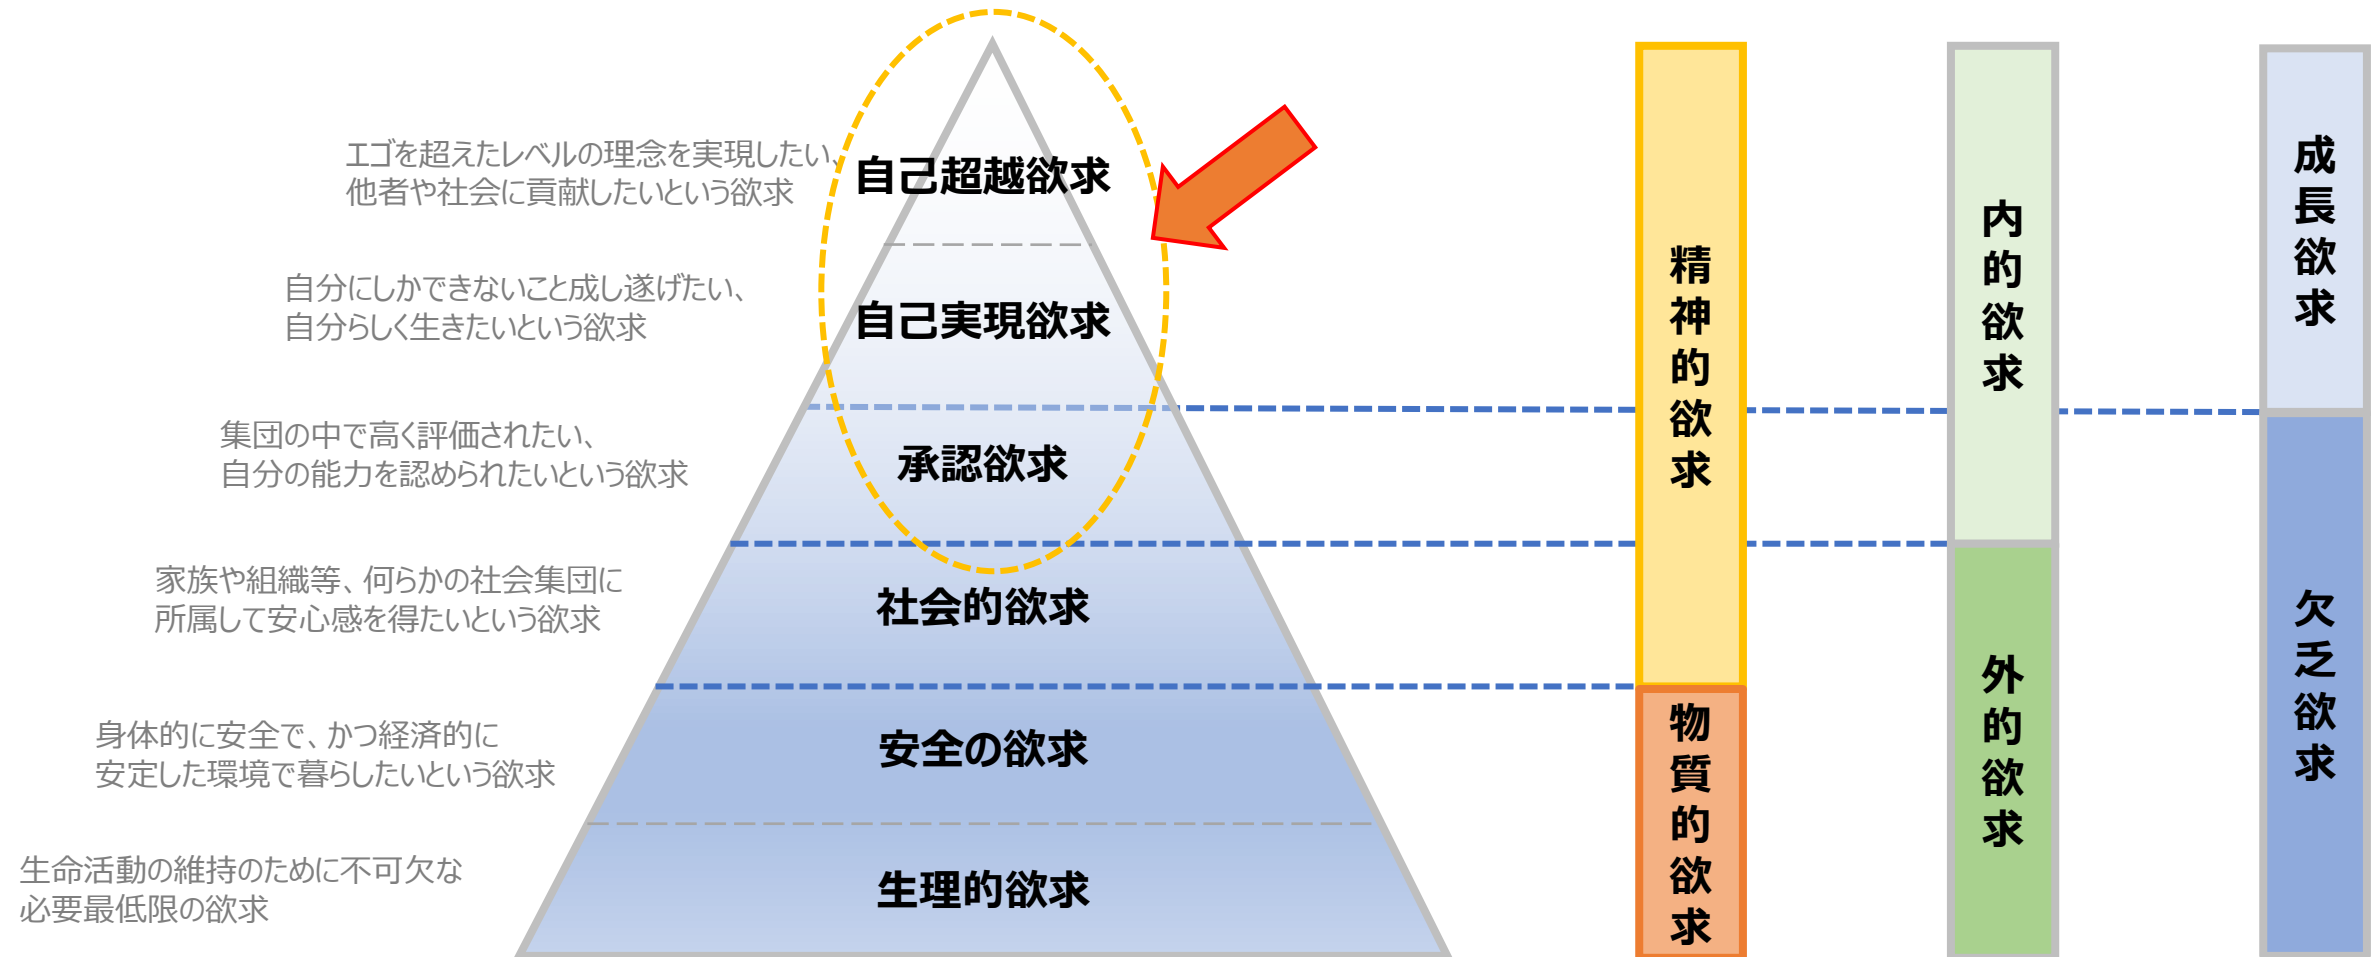 エゴを超えたレベルの理念を実現したい、
他者や社会に貢献したいという欲求
自己超越欲求
自分にしかできないこと成し遂げたい、
自分らしく生きたいという欲求
自己実現欲求
集団の中で高く評価されたい、
自分の能力を認められたいという欲求
承認欲求
家族や組織等、何らかの社会集団に
所属して安心感を得たいという欲求
社会的欲求
身体的に安全で、かつ経済的に
安定した環境で暮らしたいという欲求
安全の欲求
生命活動の維持のために不可欠な
必要最低限の欲求
生理的欲求
精神的欲求
物質的欲求
内的欲求
外的欲求
成長欲求
欠乏欲求